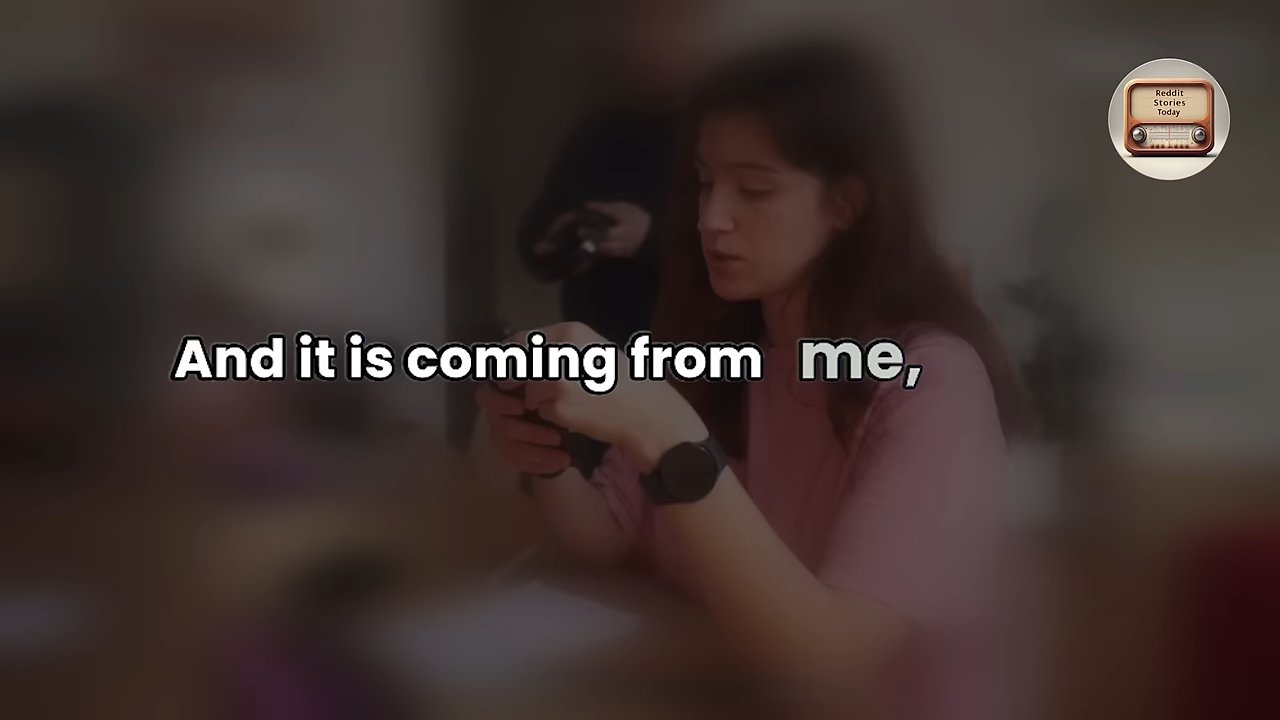 Reddit
Stories
Today
And it is coming from me,